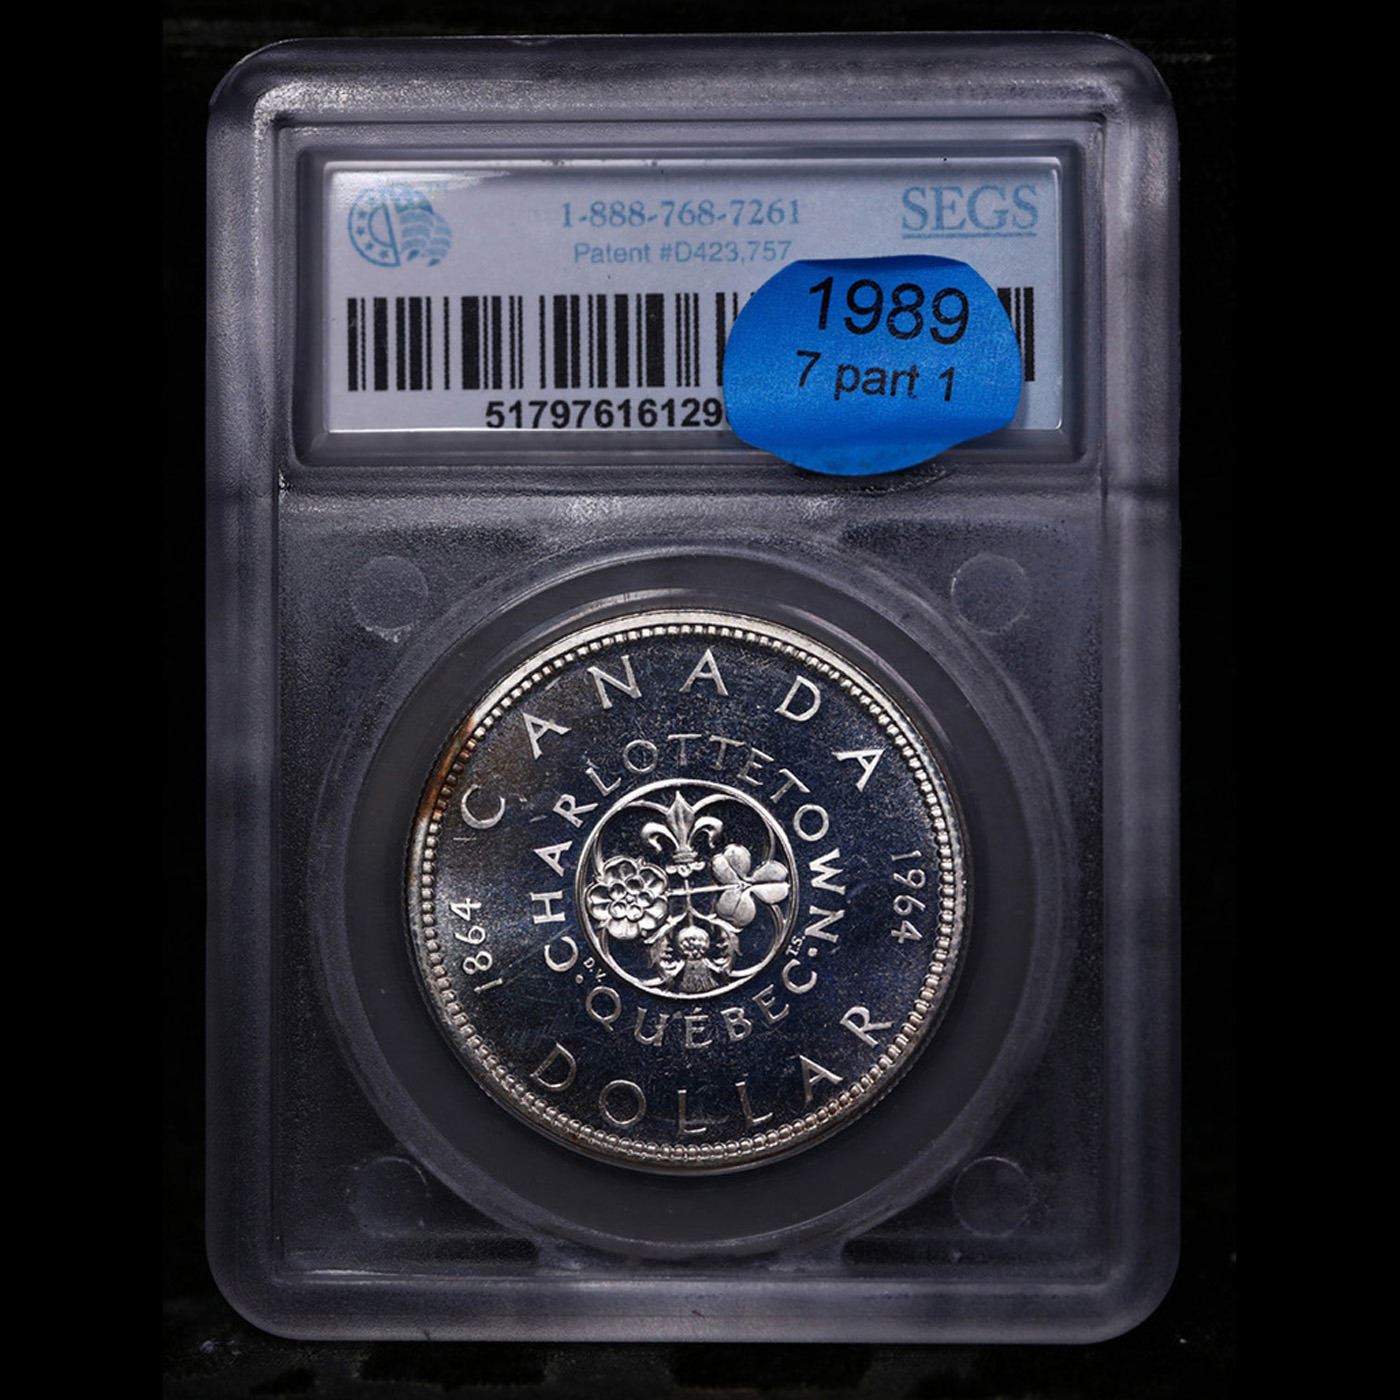 1-888-768-7261
Patent #D423,757
SEGS
1989
7 part 1
51797616129
CANADA
CHARLOTTETOWN
1864
1964
D.V.
T.S.
·QUÉBEC·
DOLLAR